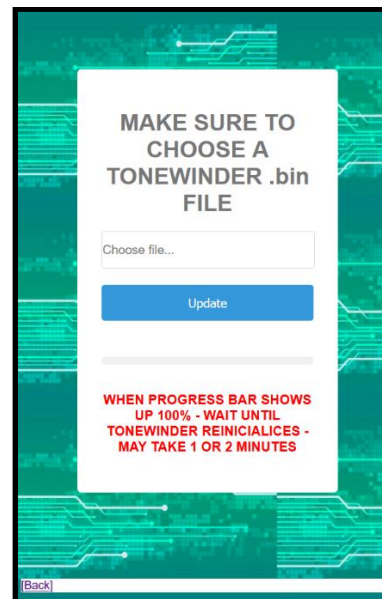 MAKE SURE TO
CHOOSE A
TONEWINDER .bin
FILE
Choose file...
Update
WHEN PROGRESS BAR SHOWS
UP 100% - WAIT UNTIL
TONEWINDER REINICIALICES -
MAY TAKE 1 OR 2 MINUTES
[Back]